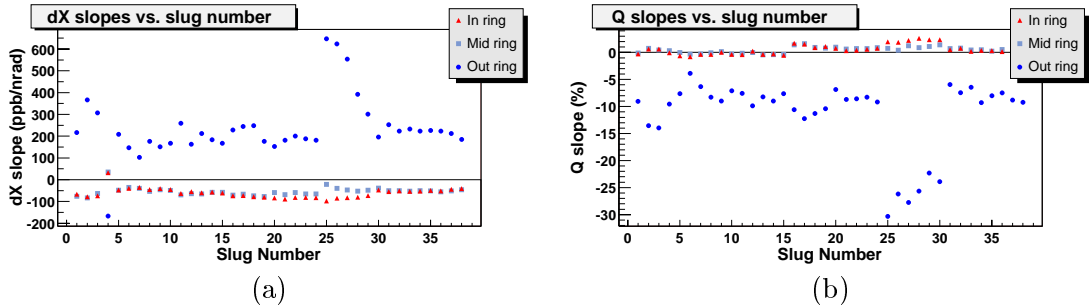 dX slopes vs. slug number
In ring
Mid ring
Out ring
dX slope (ppb/nrad)
600
500
400
300
200
100
0
-100
-200
0 5 10 15 20 25 30 35
Slug Number
(a)
Q slopes vs. slug number
In ring
Mid ring
Out ring
Q slope (%)
0
-5
-10
-15
-20
-25
-30
0 5 10 15 20 25 30 35
Slug Number
(b)